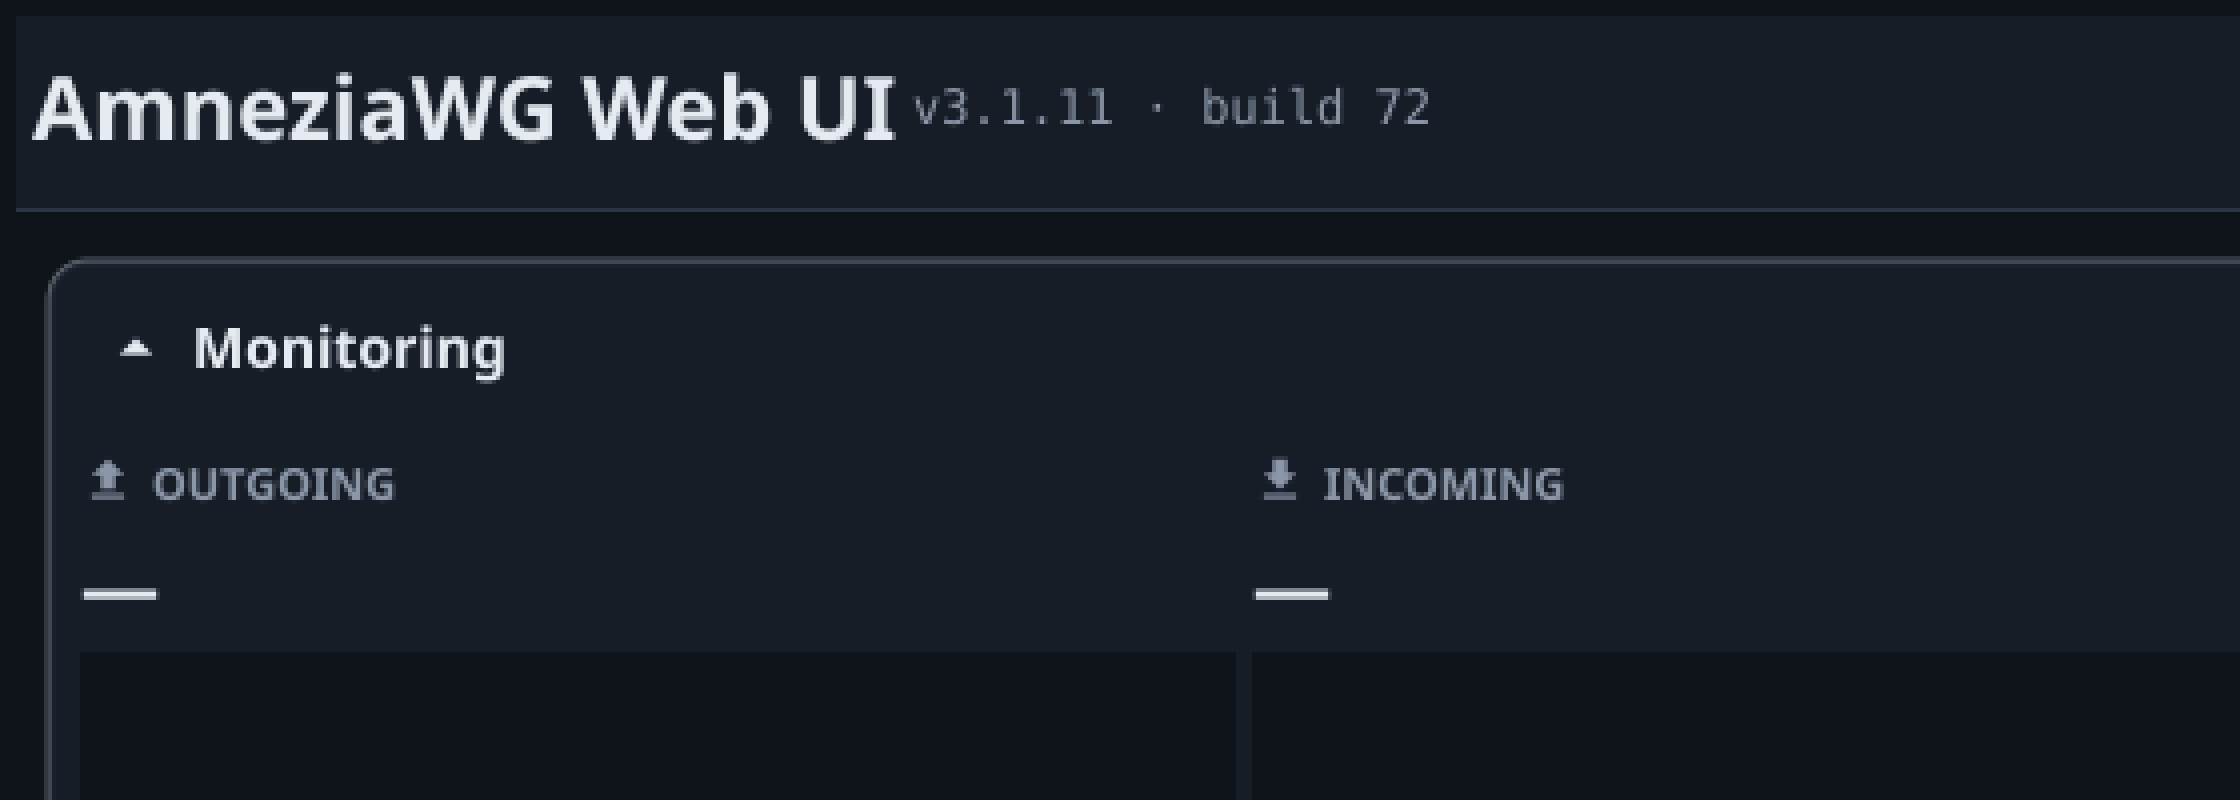 AmneziaWG Web UI v3.1.11 · build 72
Monitoring
OUTGOING INCOMING
— —